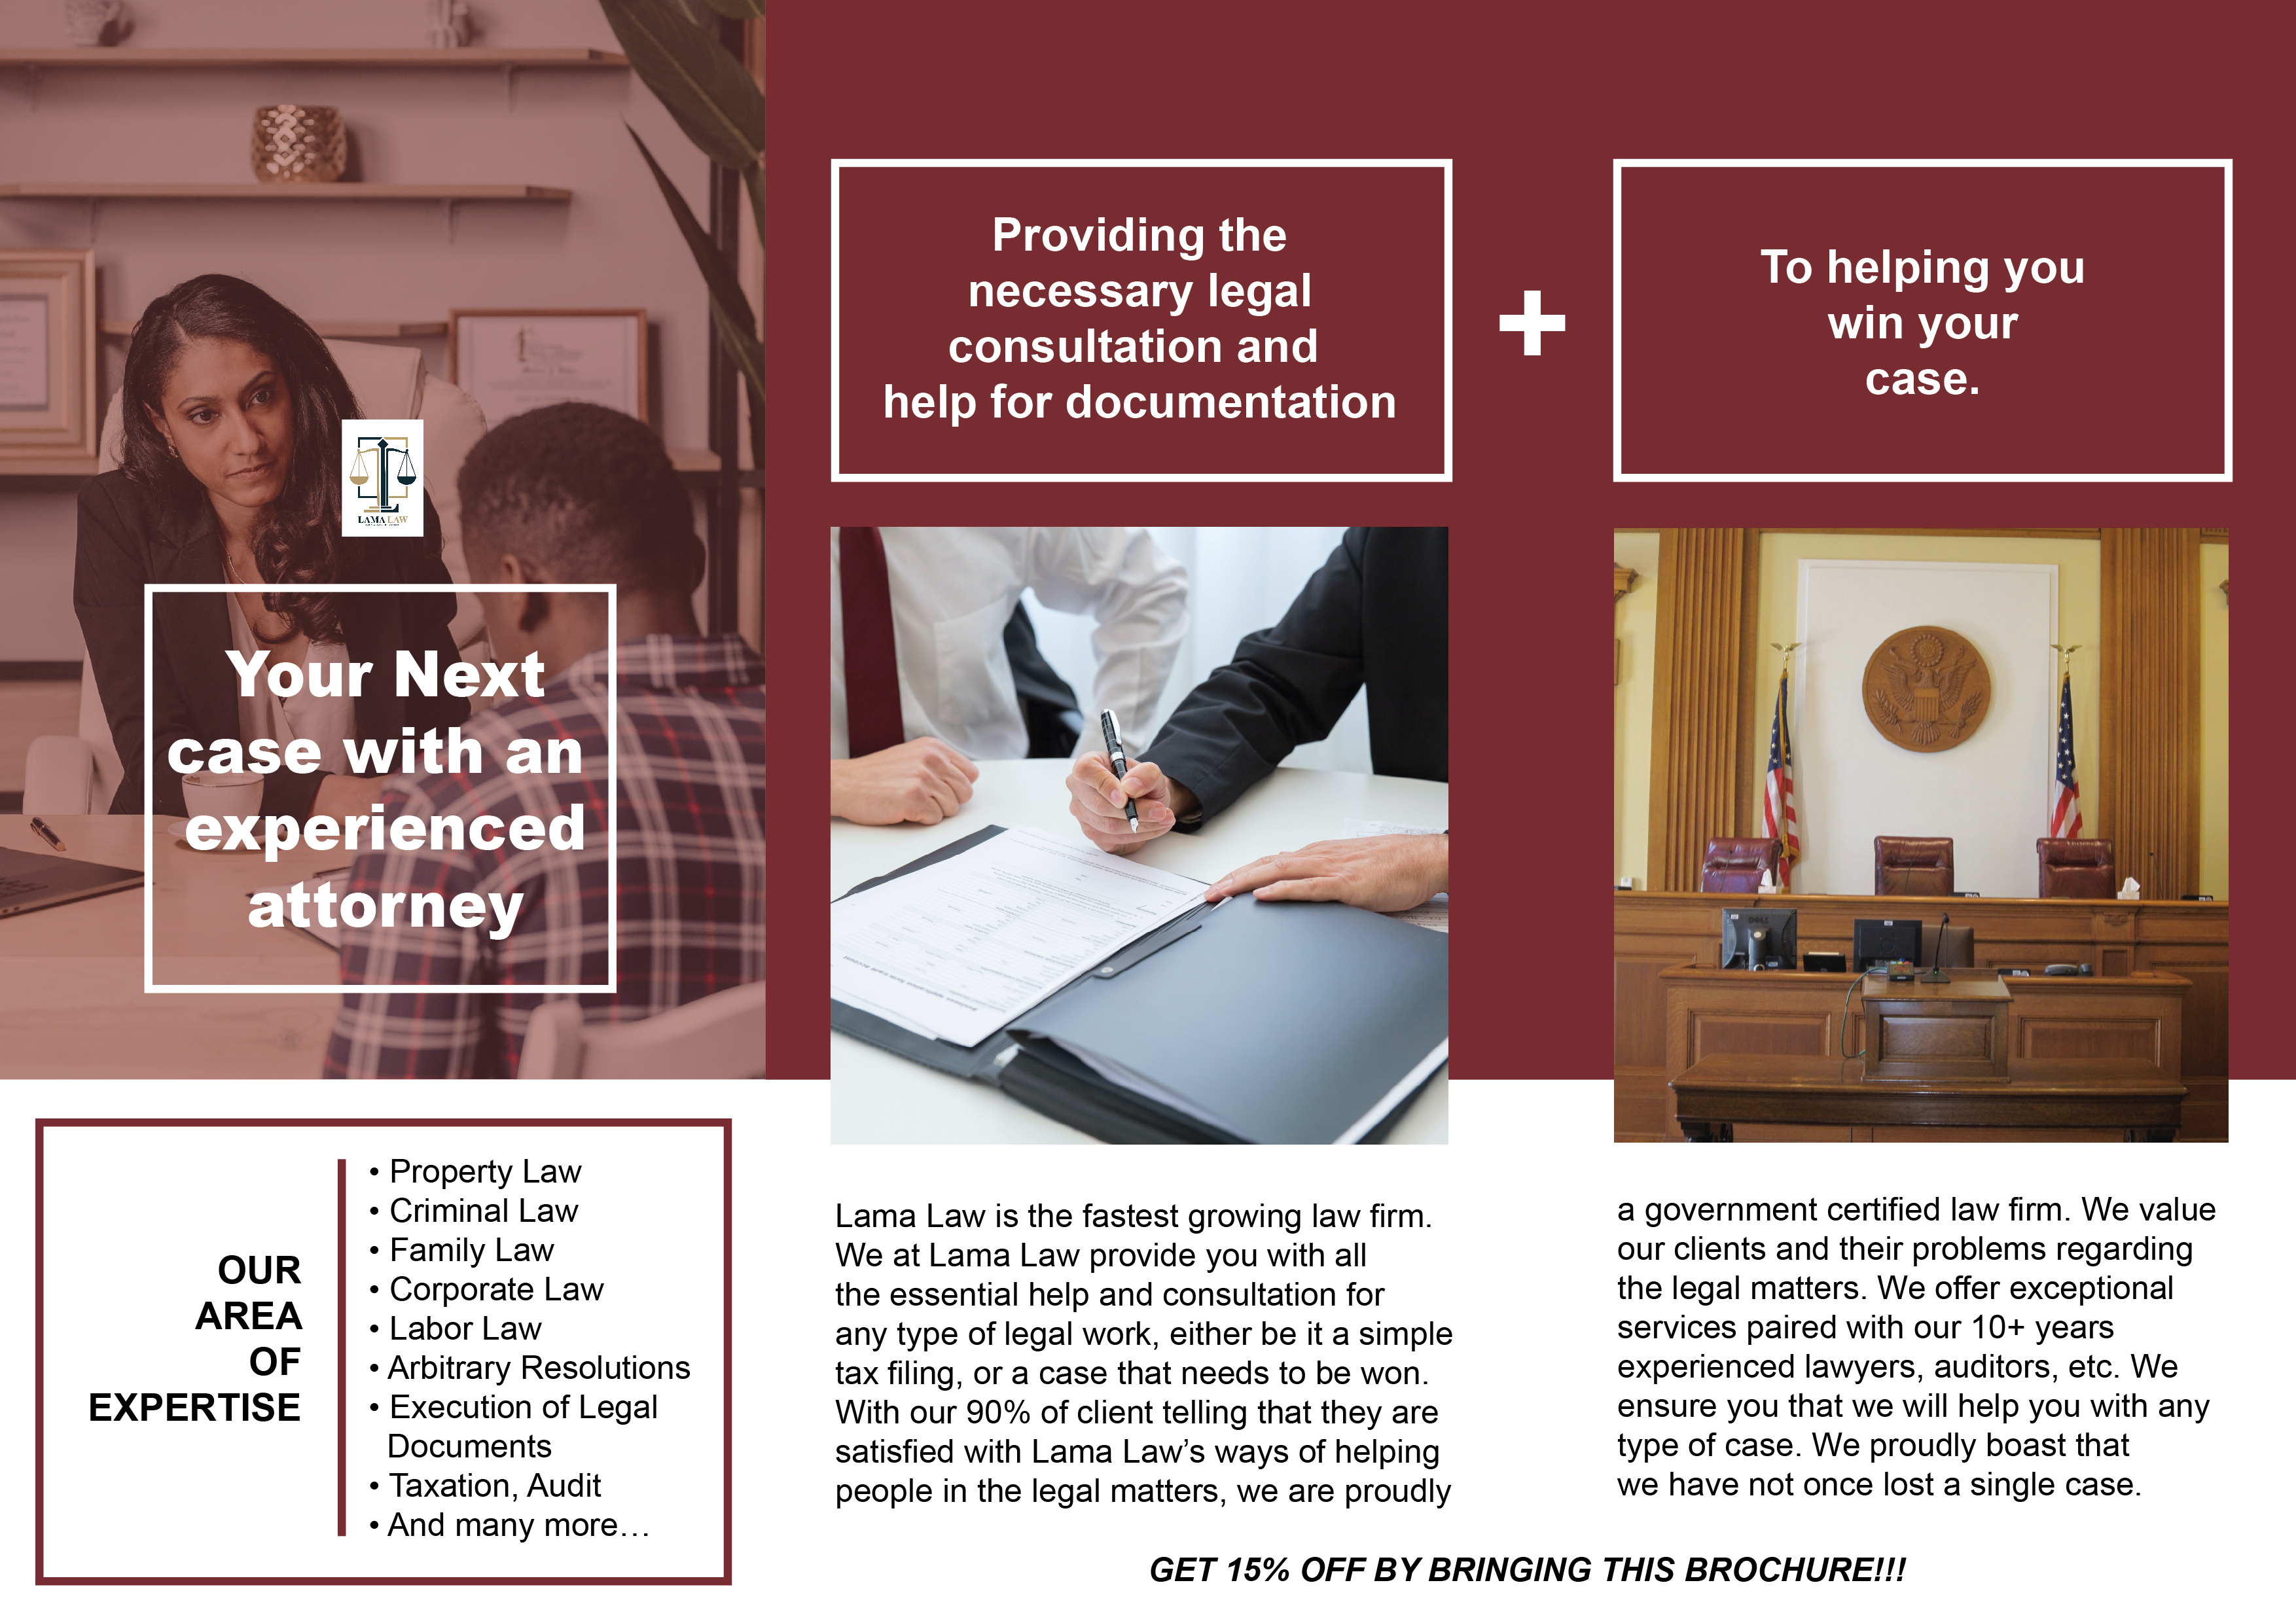 LAMA LAW
Your Next
case with an
experienced
attorney
OUR
AREA
OF
EXPERTISE
• Property Law
• Criminal Law
• Family Law
• Corporate Law
• Labor Law
• Arbitrary Resolutions
• Execution of Legal
Documents
• Taxation, Audit
• And many more…
Providing the
necessary legal
consultation and
help for documentation
+
To helping you
win your
case.
DELL
Lama Law is the fastest growing law firm.
We at Lama Law provide you with all
the essential help and consultation for
any type of legal work, either be it a simple
tax filing, or a case that needs to be won.
With our 90% of client telling that they are
satisfied with Lama Law’s ways of helping
people in the legal matters, we are proudly
a government certified law firm. We value
our clients and their problems regarding
the legal matters. We offer exceptional
services paired with our 10+ years
experienced lawyers, auditors, etc. We
ensure you that we will help you with any
type of case. We proudly boast that
we have not once lost a single case.
GET 15% OFF BY BRINGING THIS BROCHURE!!!